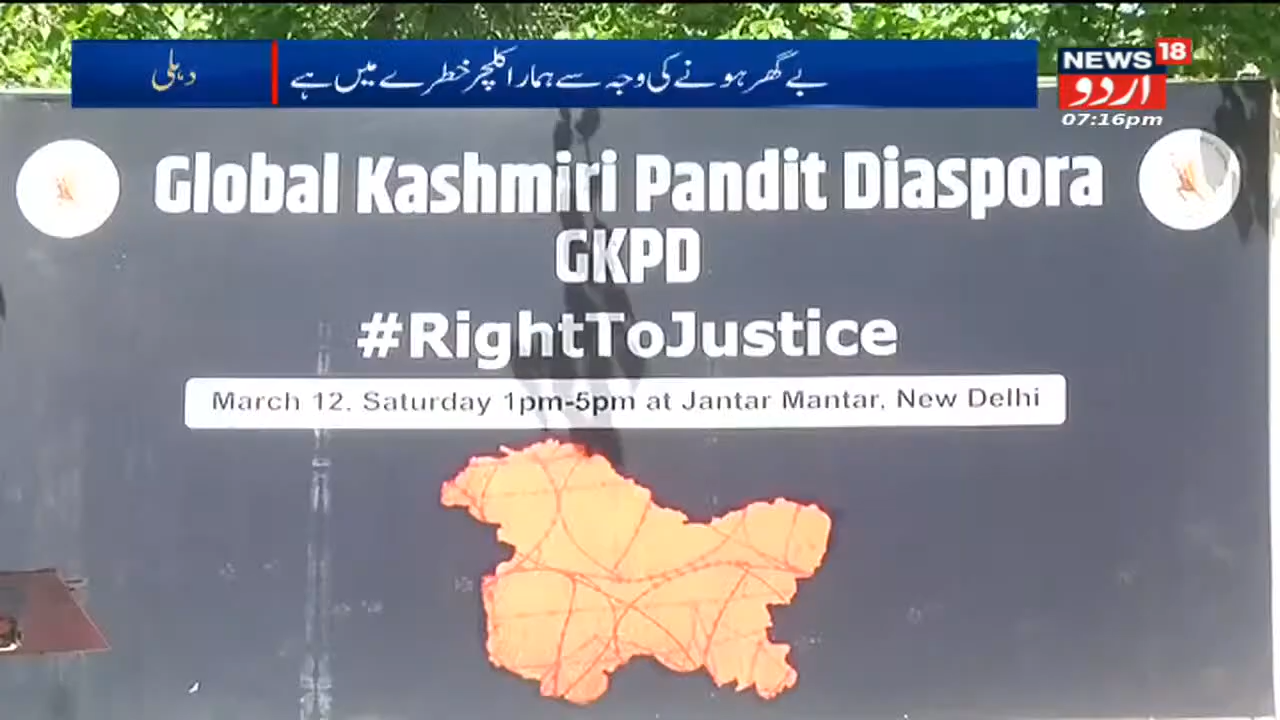 دہلی
بے گھر ہونے کی وجہ سے ہمارا کلچر خطرے میں ہے
NEWS 18
اردو
07:16pm
Global Kashmiri Pandit Diaspora
GKPD
#RightToJustice
March 12, Saturday 1pm-5pm at Jantar Mantar, New Delhi